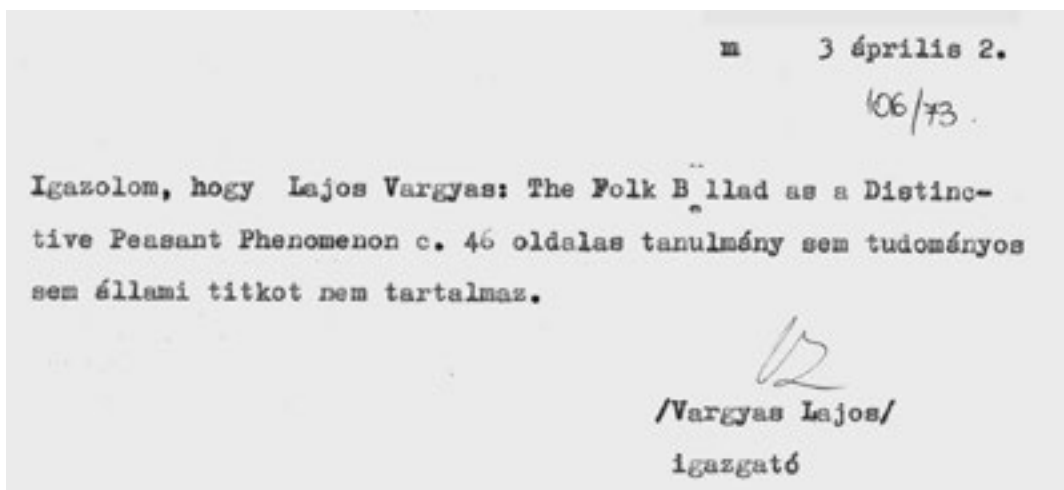 m 3 április 2.
106/73.
Igazolom, hogy Lajos Vargyas: The Folk B llad as a Distinc-
tive Peasant Phenomenon c. 46 oldalas tanulmány sem tudományos
sem állami titkot nem tartalmaz.
/Vargyas Lajos/
igazgató